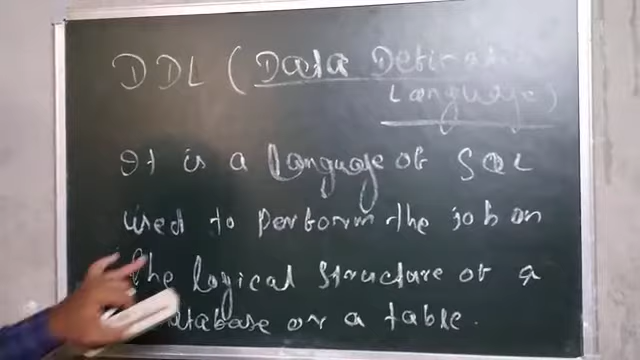 DDL (Data Definition
Language)
It is a language of SQL
used to perform the job on
the logical structure of a
database or a table.